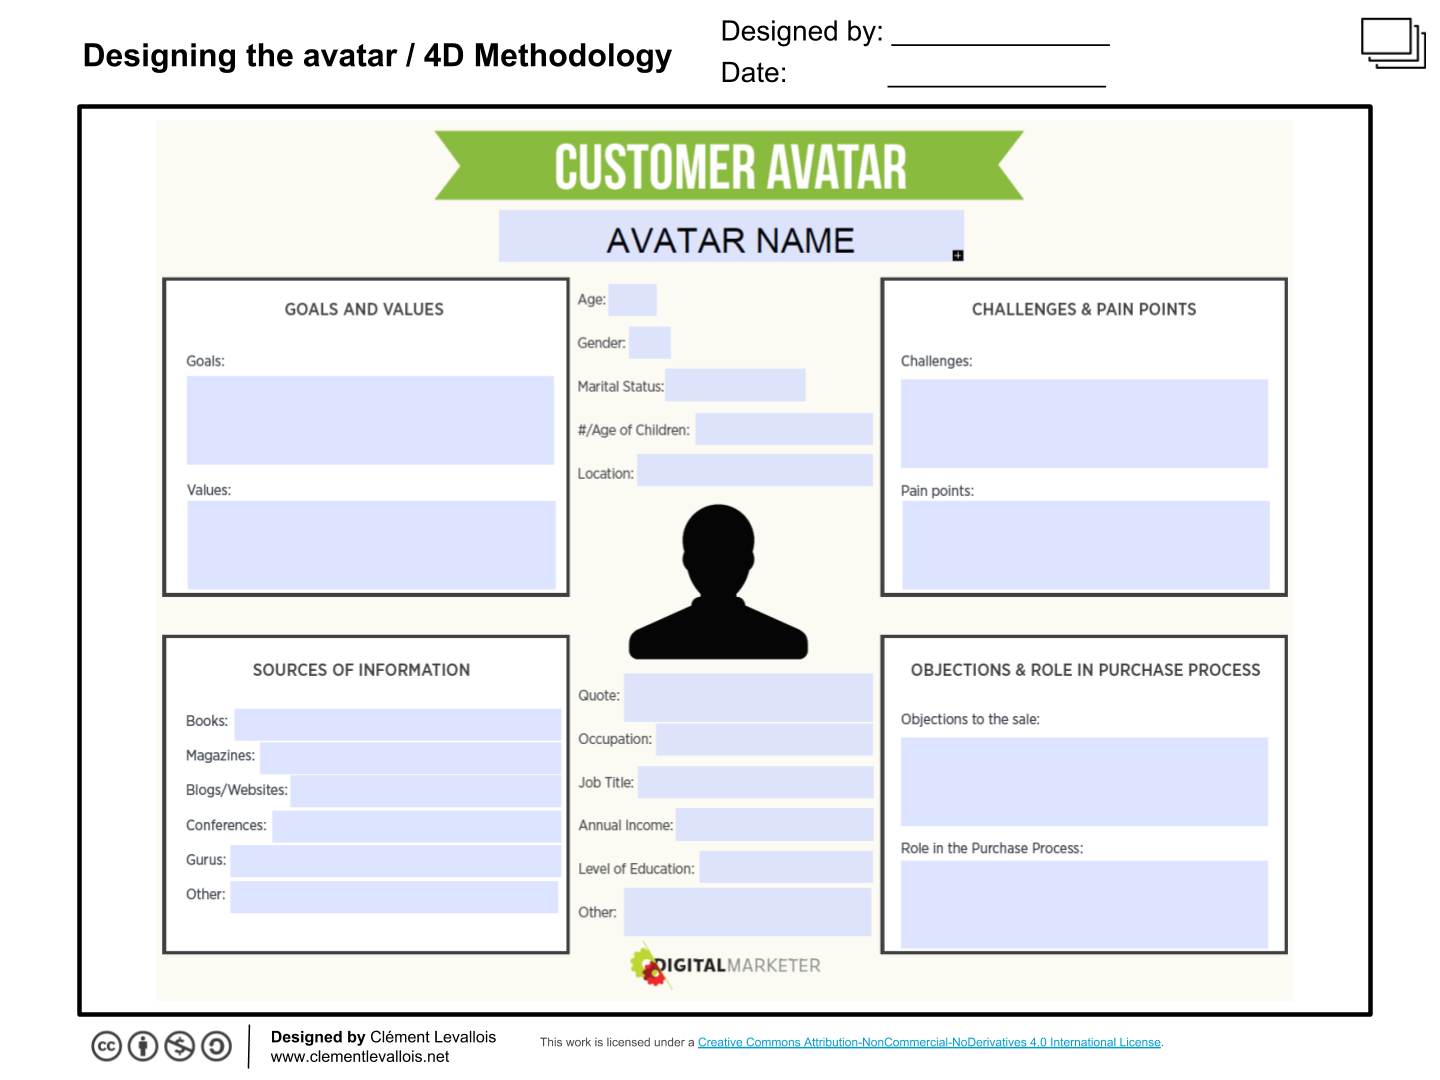 Designing the avatar / 4D Methodology
Designed by: ______________
Date: ______________
CUSTOMER AVATAR
AVATAR NAME
GOALS AND VALUES
Goals:
Values:
Age:
Gender:
Marital Status:
#/Age of Children:
Location:
CHALLENGES & PAIN POINTS
Challenges:
Pain points:
SOURCES OF INFORMATION
Books:
Magazines:
Blogs/Websites:
Conferences:
Gurus:
Other:
Quote:
Occupation:
Job Title:
Annual Income:
Level of Education:
Other:
OBJECTIONS & ROLE IN PURCHASE PROCESS
Objections to the sale:
Role in the Purchase Process:
DIGITALMARKETER
cc
Designed by Clément Levallois
www.clementlevallois.net
This work is licensed under a Creative Commons Attribution-NonCommercial-NoDerivatives 4.0 International License.